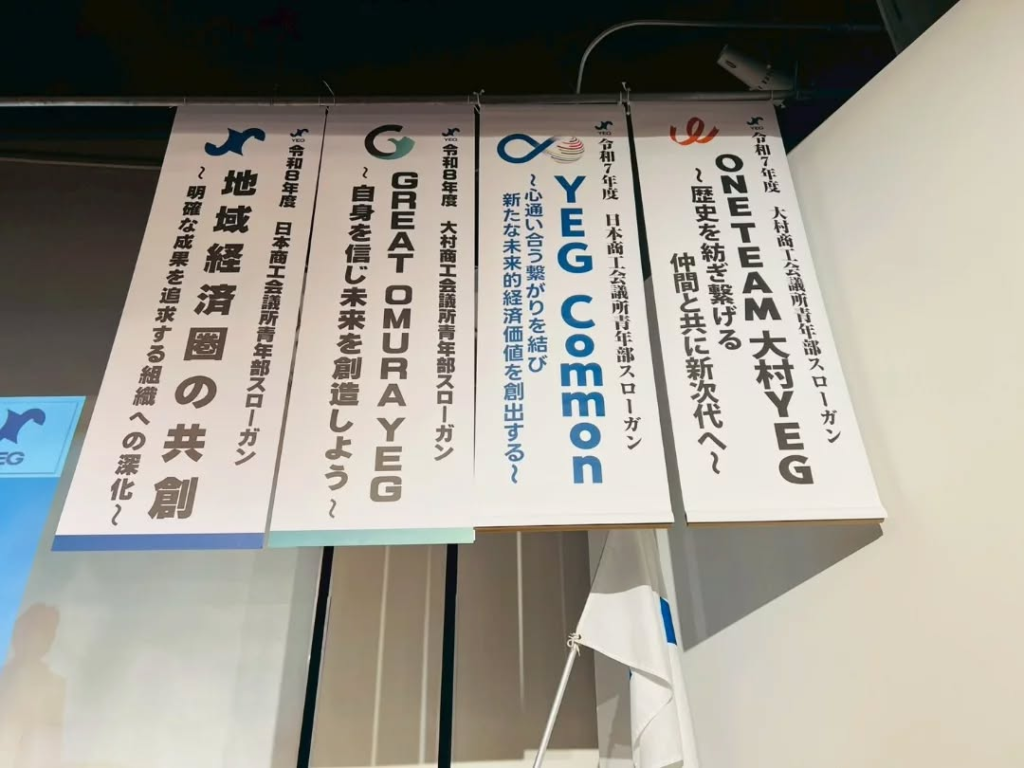 YEG
令和7年度 大村商工会議所青年部スローガン
ONE TEAM 大村YEG
~歴史を紡ぎ繋げる
仲間と共に新次代へ~
YEG
令和7年度 日本商工会議所青年部スローガン
YEG Common
~心通い合う繋がりを結び
新たな未来的経済価値を創出する~
YEG
令和8年度 大村商工会議所青年部スローガン
GREAT OMURA YEG
~自身を信じ未来を創造しよう~
YEG
令和8年度 日本商工会議所青年部スローガン
地域経済圏の共創
~明確な成果を追求する組織への深化~
YEG